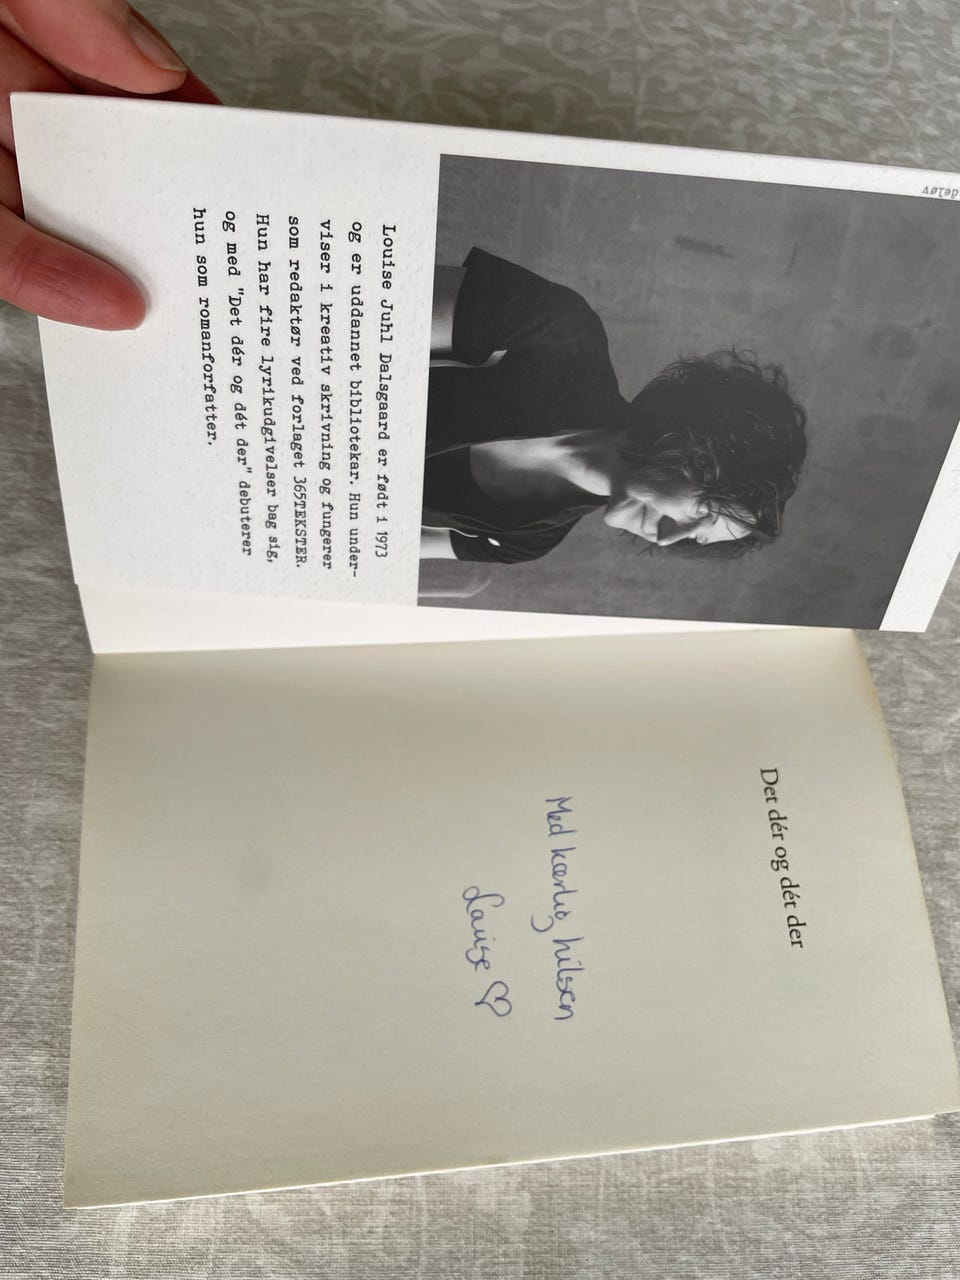 Louise Juhl Dalsgaard er født i 1973
og er uddannet bibliotekar. Hun under-
viser i kreativ skrivning og fungerer
som redaktør ved forlaget 365TEKSTER.
Hun har fire lyrikudgivelser bag sig,
og med "Det dér og dét der" debuterer
hun som romanforfatter.
Det dér og dét der
Med kærlig hilsen
Louise ♡